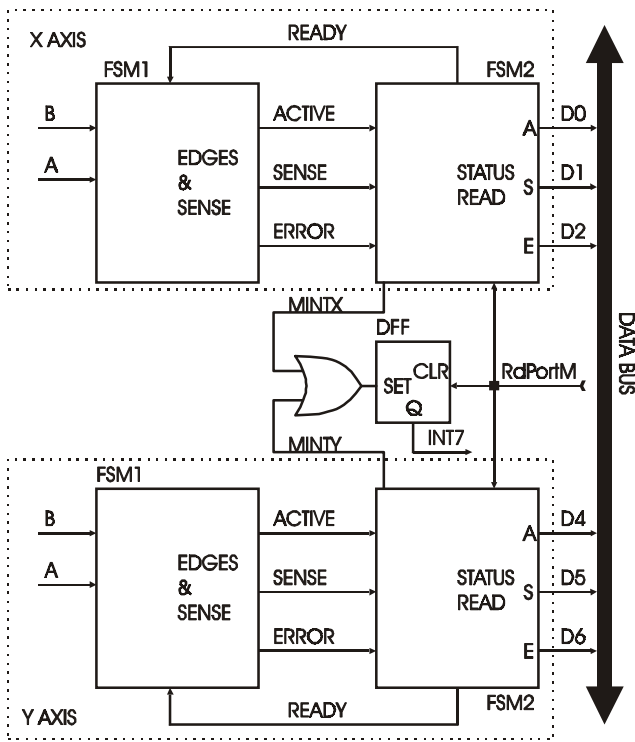 X AXIS
READY
FSM1
FSM2
B
A
EDGES
&
SENSE
ACTIVE
SENSE
ERROR
STATUS
READ
A
S
E
D0
D1
D2
MINTX
DFF
SET
CLR
Q
RdPortM
INT7
MINTY
DATA BUS
FSM1
B
A
EDGES
&
SENSE
ACTIVE
SENSE
ERROR
STATUS
READ
A
S
E
D4
D5
D6
FSM2
READY
Y AXIS